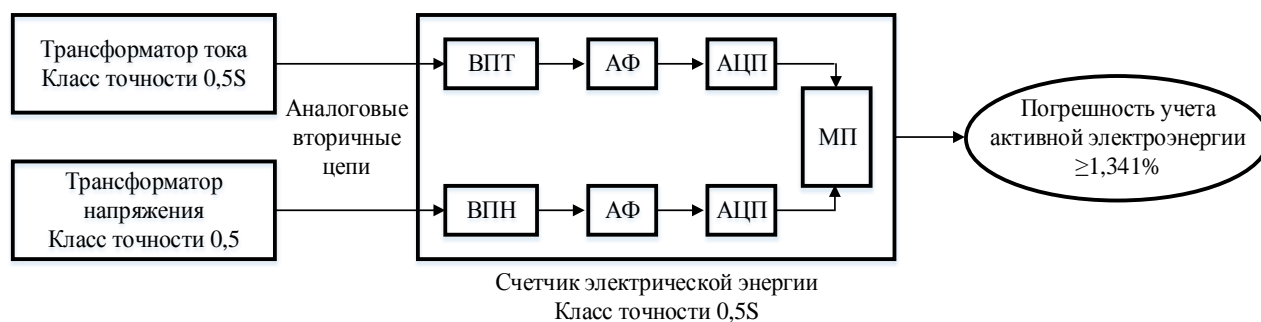 Трансформатор тока
Класс точности 0,5S
Аналоговые
вторичные
цепи
Трансформатор
напряжения
Класс точности 0,5
ВПТ
АФ
АЦП
МП
ВПН
АФ
АЦП
Счетчик электрической энергии
Класс точности 0,5S
Погрешность учета
активной электроэнергии
≥1,341%